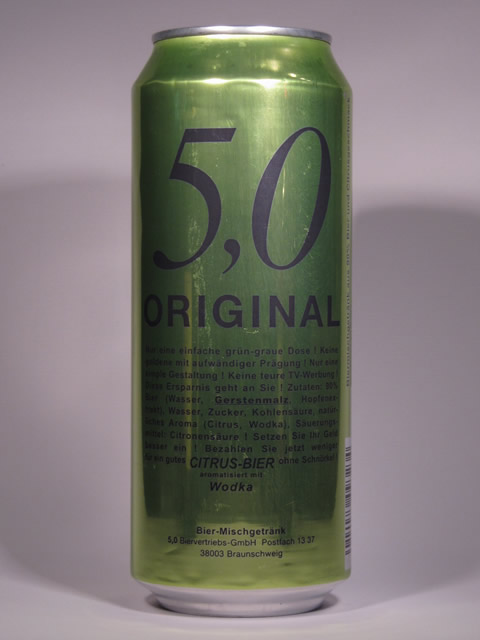 5,0
ORIGINAL
Nur eine einfache grün-graue Dose ! Keine
goldene mit aufwändiger Prägung ! Nur eine
simple Gestaltung ! Keine teure TV-Werbung !
Diese Ersparnis geht an Sie ! Zutaten: 50%
Bier (Wasser, Gerstenmalz, Hopfenex-
trakt), Wasser, Zucker, Kohlensäure, natür-
liches Aroma (Citrus, Wodka), Säuerungs-
mittel: Citronensäure ! Setzen Sie Ihr Geld
besser ein ! Bezahlen Sie jetzt weniger
für ein gutes CITRUS-BIER ohne Schnörkel !
aromatisiert mit
Wodka
Bier-Mischgetränk
5,0 Biervertriebs-GmbH Postfach 13 37
38003 Braunschweig